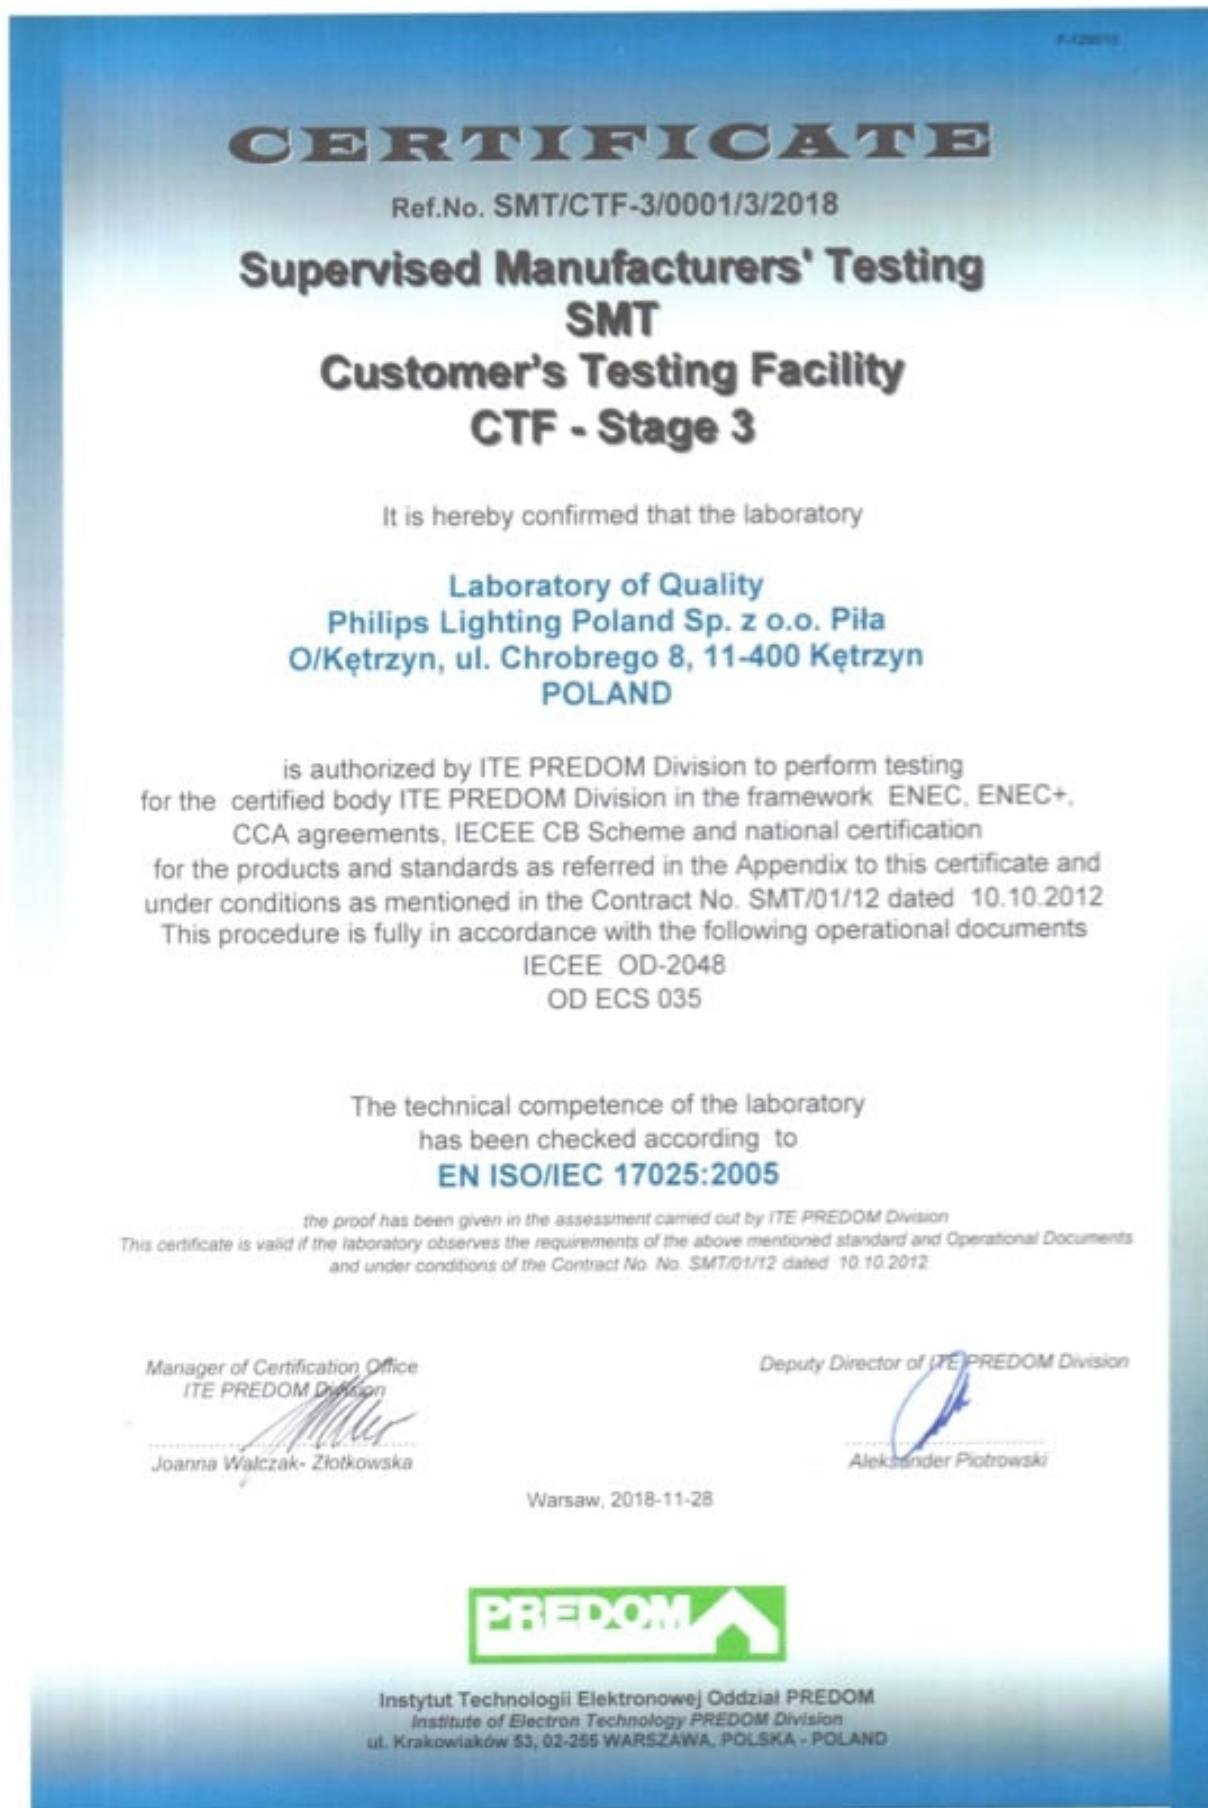 CERTIFICATE
Ref.No. SMT/CTF-3/0001/3/2018
Supervised Manufacturers' Testing
SMT
Customer's Testing Facility
CTF - Stage 3
It is hereby confirmed that the laboratory
Laboratory of Quality
Philips Lighting Poland Sp. z o.o. Piła
O/Kętrzyn, ul. Chrobrego 8, 11-400 Kętrzyn
POLAND
is authorized by ITE PREDOM Division to perform testing
for the certified body ITE PREDOM Division in the framework ENEC, ENEC+,
CCA agreements, IECEE CB Scheme and national certification
for the products and standards as referred in the Appendix to this certificate and
under conditions as mentioned in the Contract No. SMT/01/12 dated 10.10.2012
This procedure is fully in accordance with the following operational documents
IECEE OD-2048
OD ECS 035
The technical competence of the laboratory
has been checked according to
EN ISO/IEC 17025:2005
the proof has been given in the assessment carried out by ITE PREDOM Division
This certificate is valid if the laboratory observes the requirements of the above mentioned standard and Operational Documents
and under conditions of the Contract No. No. SMT/01/12 dated 10.10.2012
Manager of Certification Office
ITE PREDOM Division
Joanna Walczak- Złotkowska
Deputy Director of ITE PREDOM Division
Aleksander Piotrowski
Warsaw, 2018-11-28
PREDOM
Instytut Technologii Elektronowej Oddział PREDOM
Institute of Electron Technology PREDOM Division
ul. Krakowiaków 53, 02-255 WARSZAWA, POLSKA - POLAND